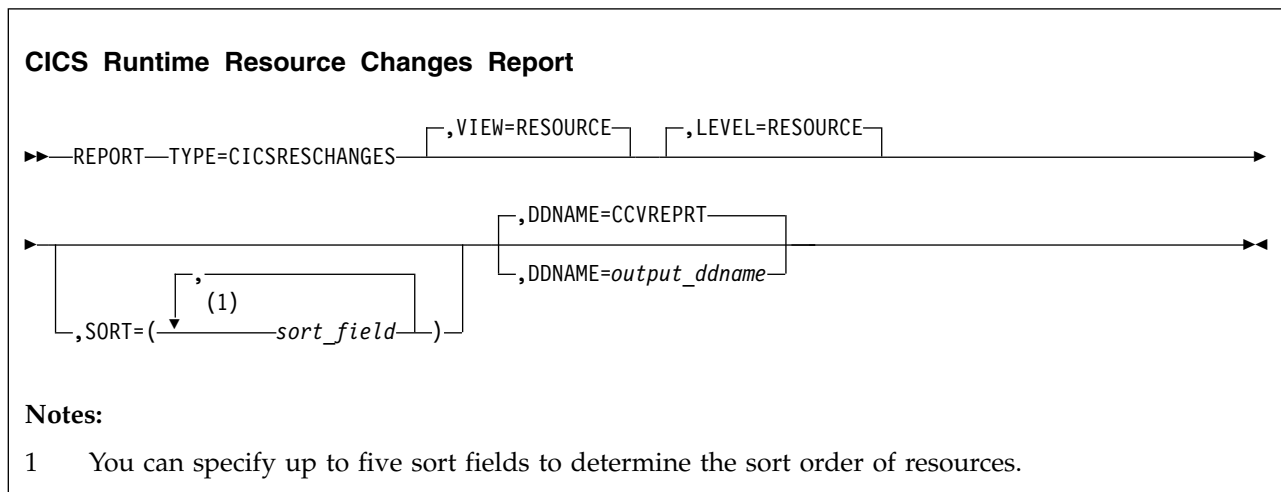 CICS Runtime Resource Changes Report
,VIEW=RESOURCE ,LEVEL=RESOURCE
REPORT TYPE=CICSRESCHANGES
,DDNAME=CCVREPRT
,
,DDNAME=output_ddname
(1)
,SORT=( sort_field )
Notes:
1 You can specify up to five sort fields to determine the sort order of resources.